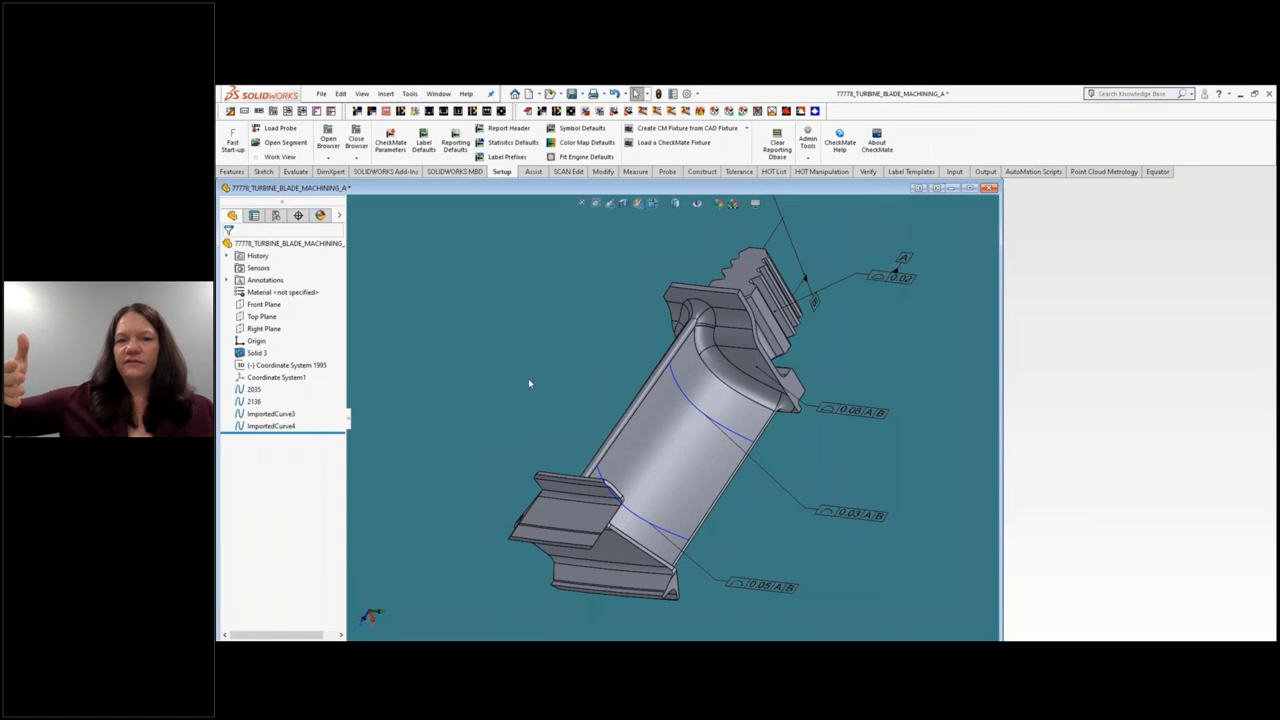 SOLIDWORKS File Edit View Insert Tools Window Help 77778_TURBINE_BLADE_MACHINING_A * Search Knowledge Base ?
Fast Start-up Load Probe Open Segment Work View Open Browser Close Browser CheckMate Parameters Label Defaults Reporting Defaults Report Header Statisitcs Defaults Label Prefixes Symbol Defaults Color Map Defaults Fit Engine Defaults Create CM Fixture from CAD Fixture Load a CheckMate Fixture Clear Reporting Dbase Admin Tools CheckMate Help About CheckMate
Features Sketch Evaluate DimXpert SOLIDWORKS Add-Ins SOLIDWORKS MBD Setup Assist SCAN Edit Modify Measure Probe Construct Tolerance HOT List HOT Manipulation Verify Label Templates Input Output AutoMation Scripts Point Cloud Metrology Equator
77778_TURBINE_BLADE_MACHINING_A *
77778_TURBINE_BLADE_MACHINING_
History
Sensors
Annotations
Material <not specified>
Front Plane
Top Plane
Right Plane
Origin
Solid 3
(-) Coordinate System 1995
Coordinate System1
2035
2136
ImportedCurve3
ImportedCurve4
A
0.02
0.08 A B
0.03 A B
0.05 A B